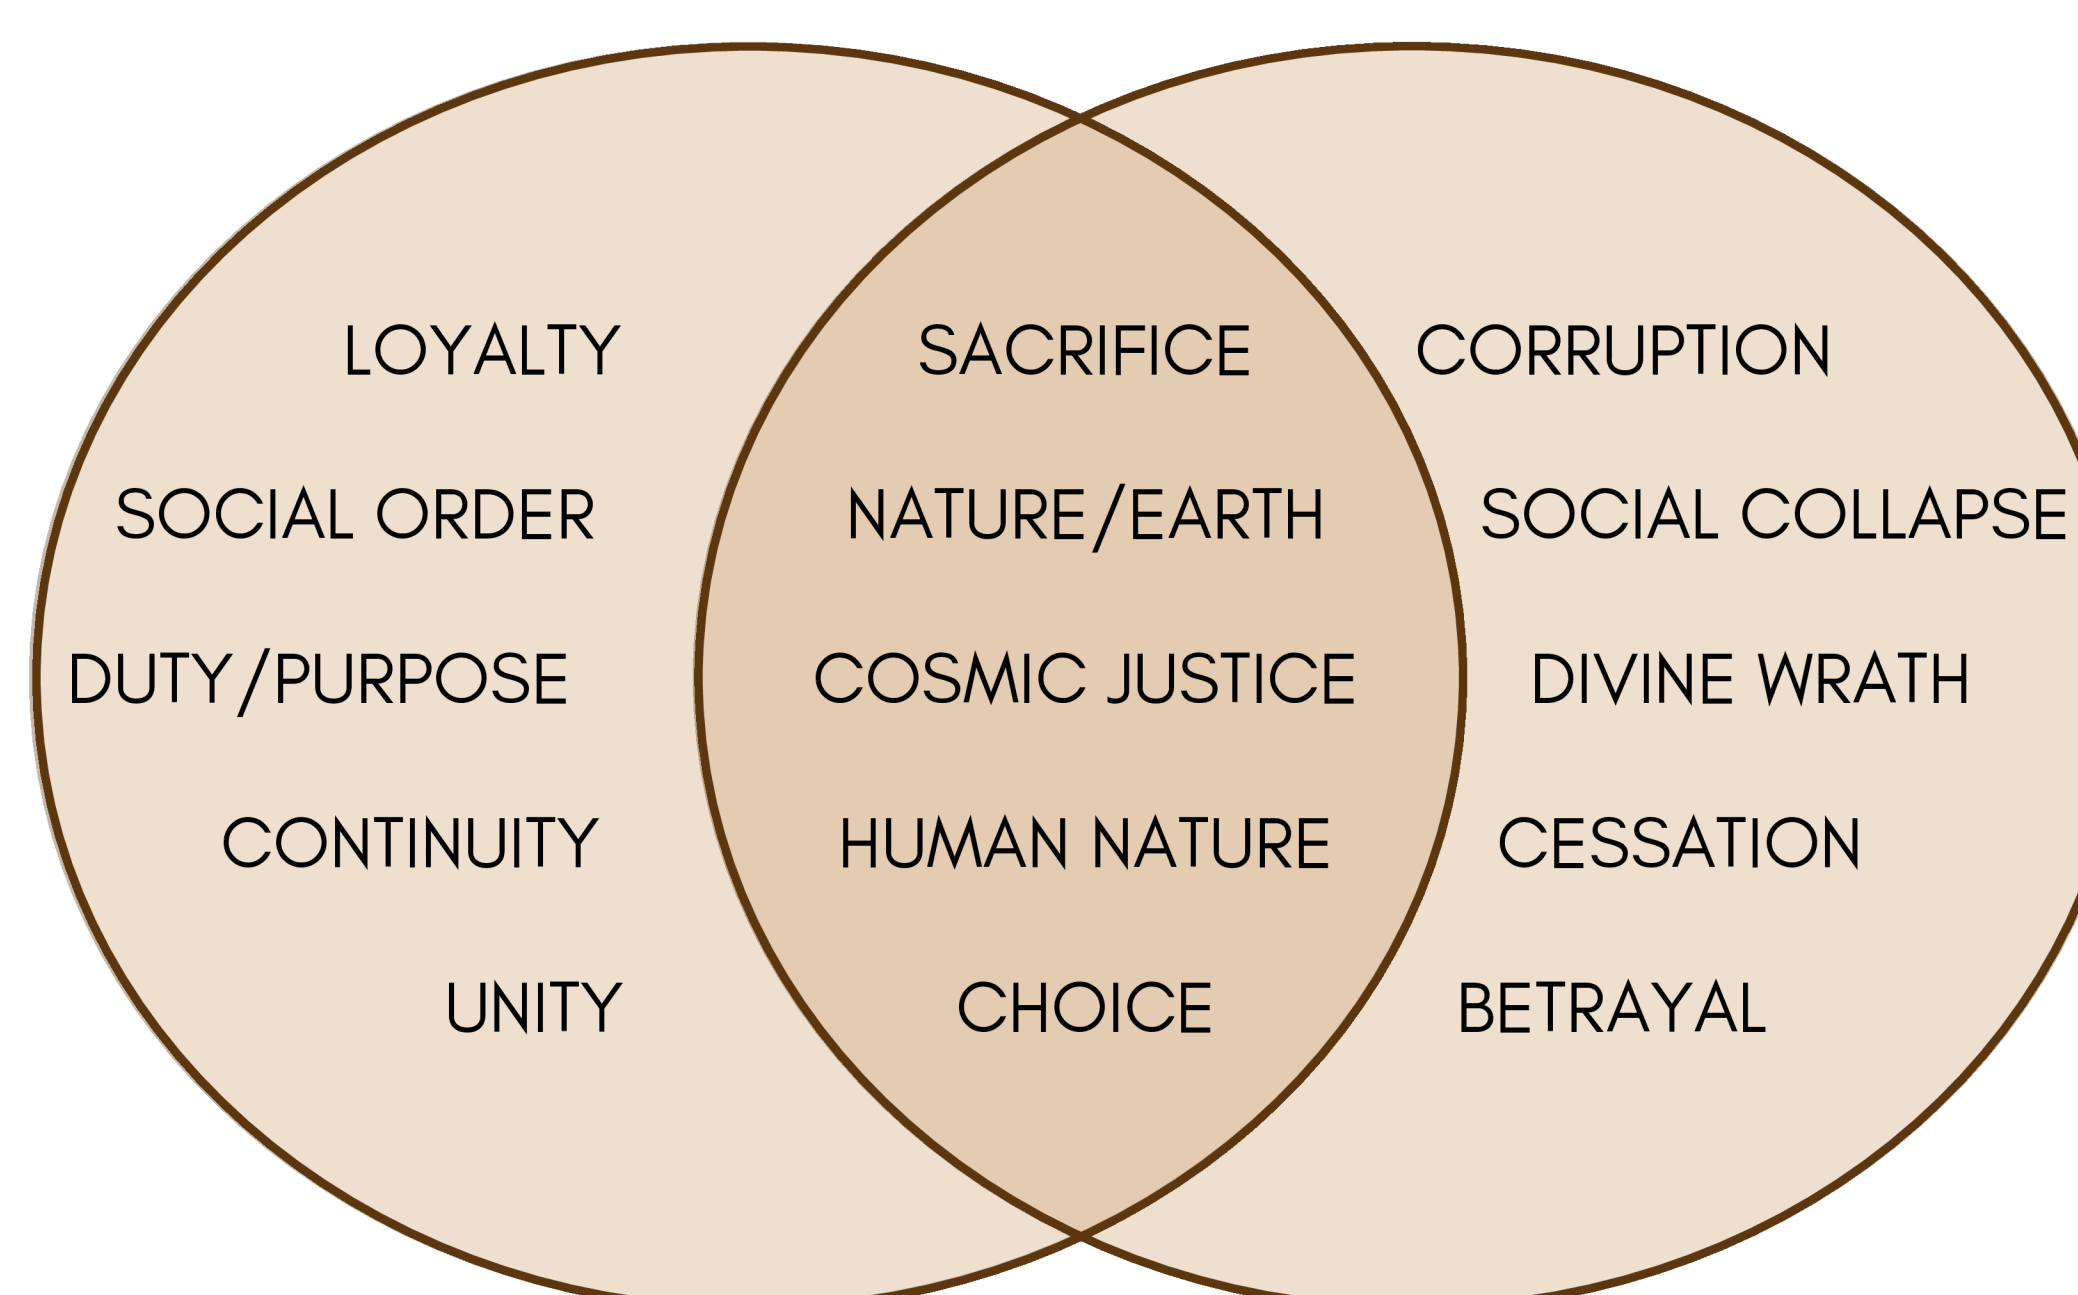 LOYALTY
SOCIAL ORDER
DUTY/PURPOSE
CONTINUITY
UNITY
SACRIFICE
NATURE/EARTH
COSMIC JUSTICE
HUMAN NATURE
CHOICE
CORRUPTION
SOCIAL COLLAPSE
DIVINE WRATH
CESSATION
BETRAYAL